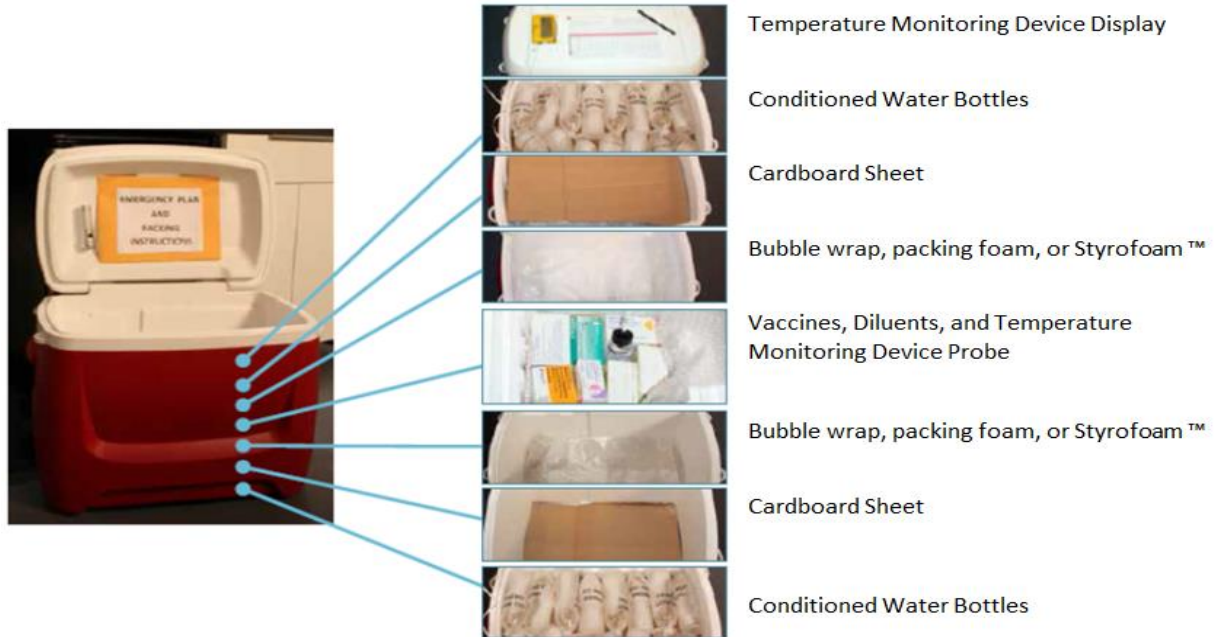 Temperature Monitoring Device Display
Conditioned Water Bottles
Cardboard Sheet
EMERGENCY PLAN
AND
PACKING
INSTRUCTIONS
Bubble wrap, packing foam, or Styrofoam ™
Vaccines, Diluents, and Temperature
Monitoring Device Probe
Bubble wrap, packing foam, or Styrofoam ™
Cardboard Sheet
Conditioned Water Bottles